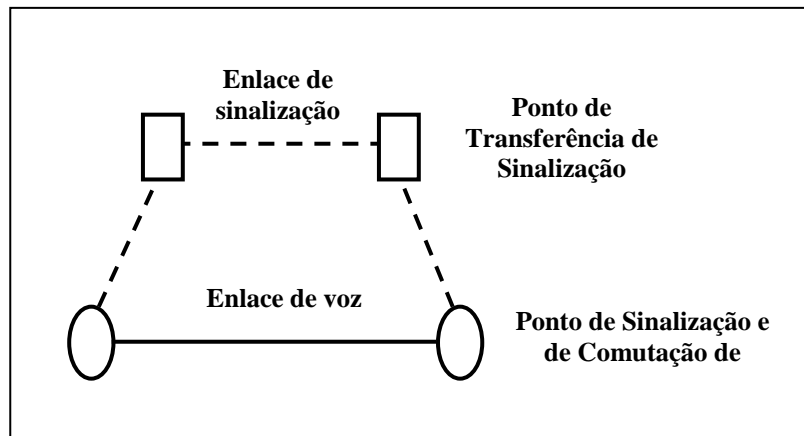 Enlace de
sinalização
Ponto de
Transferência de
Sinalização
Enlace de voz
Ponto de Sinalização e
de Comutação de